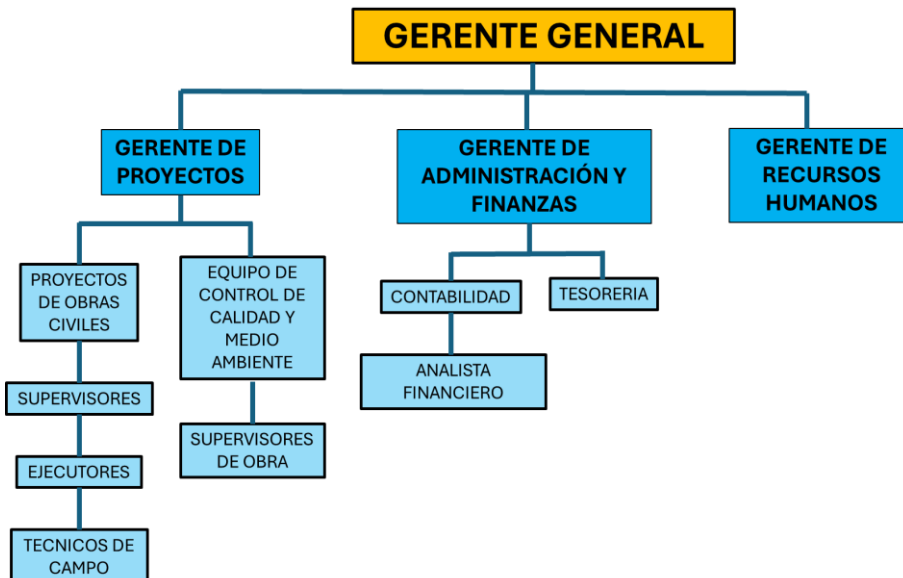 GERENTE GENERAL
GERENTE DE
PROYECTOS
GERENTE DE
ADMINISTRACIÓN Y
FINANZAS
GERENTE DE
RECURSOS
HUMANOS
PROYECTOS
DE OBRAS
CIVILES
EQUIPO DE
CONTROL DE
CALIDAD Y
MEDIO
AMBIENTE
CONTABILIDAD
TESORERIA
ANALISTA
FINANCIERO
SUPERVISORES
SUPERVISORES
DE OBRA
EJECUTORES
TECNICOS DE
CAMPO